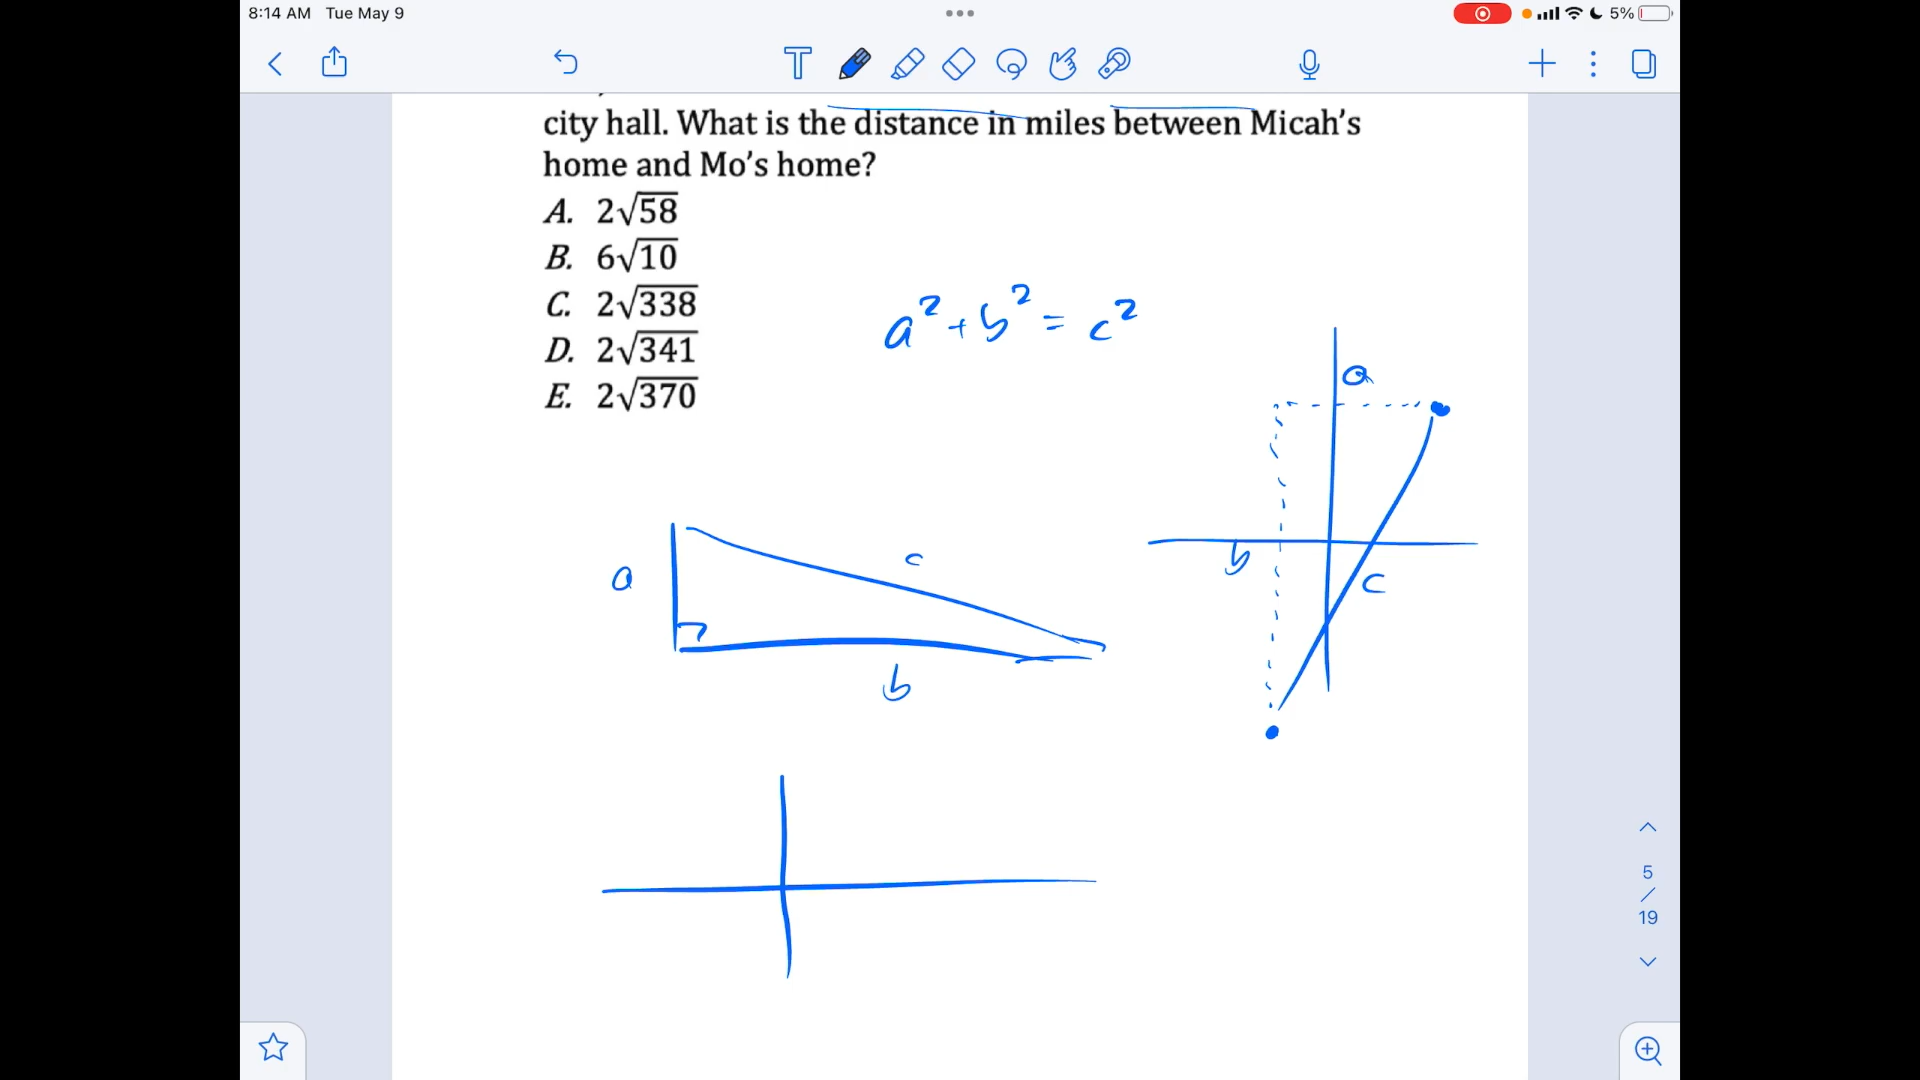 8:14 AM Tue May 9
5%
T
city hall. What is the distance in miles between Micah's
home and Mo's home?
A. 2√58
B. 6√10
C. 2√338
D. 2√341
E. 2√370
a² + b² = c²
a
b
c
a
c
b
5
/
19